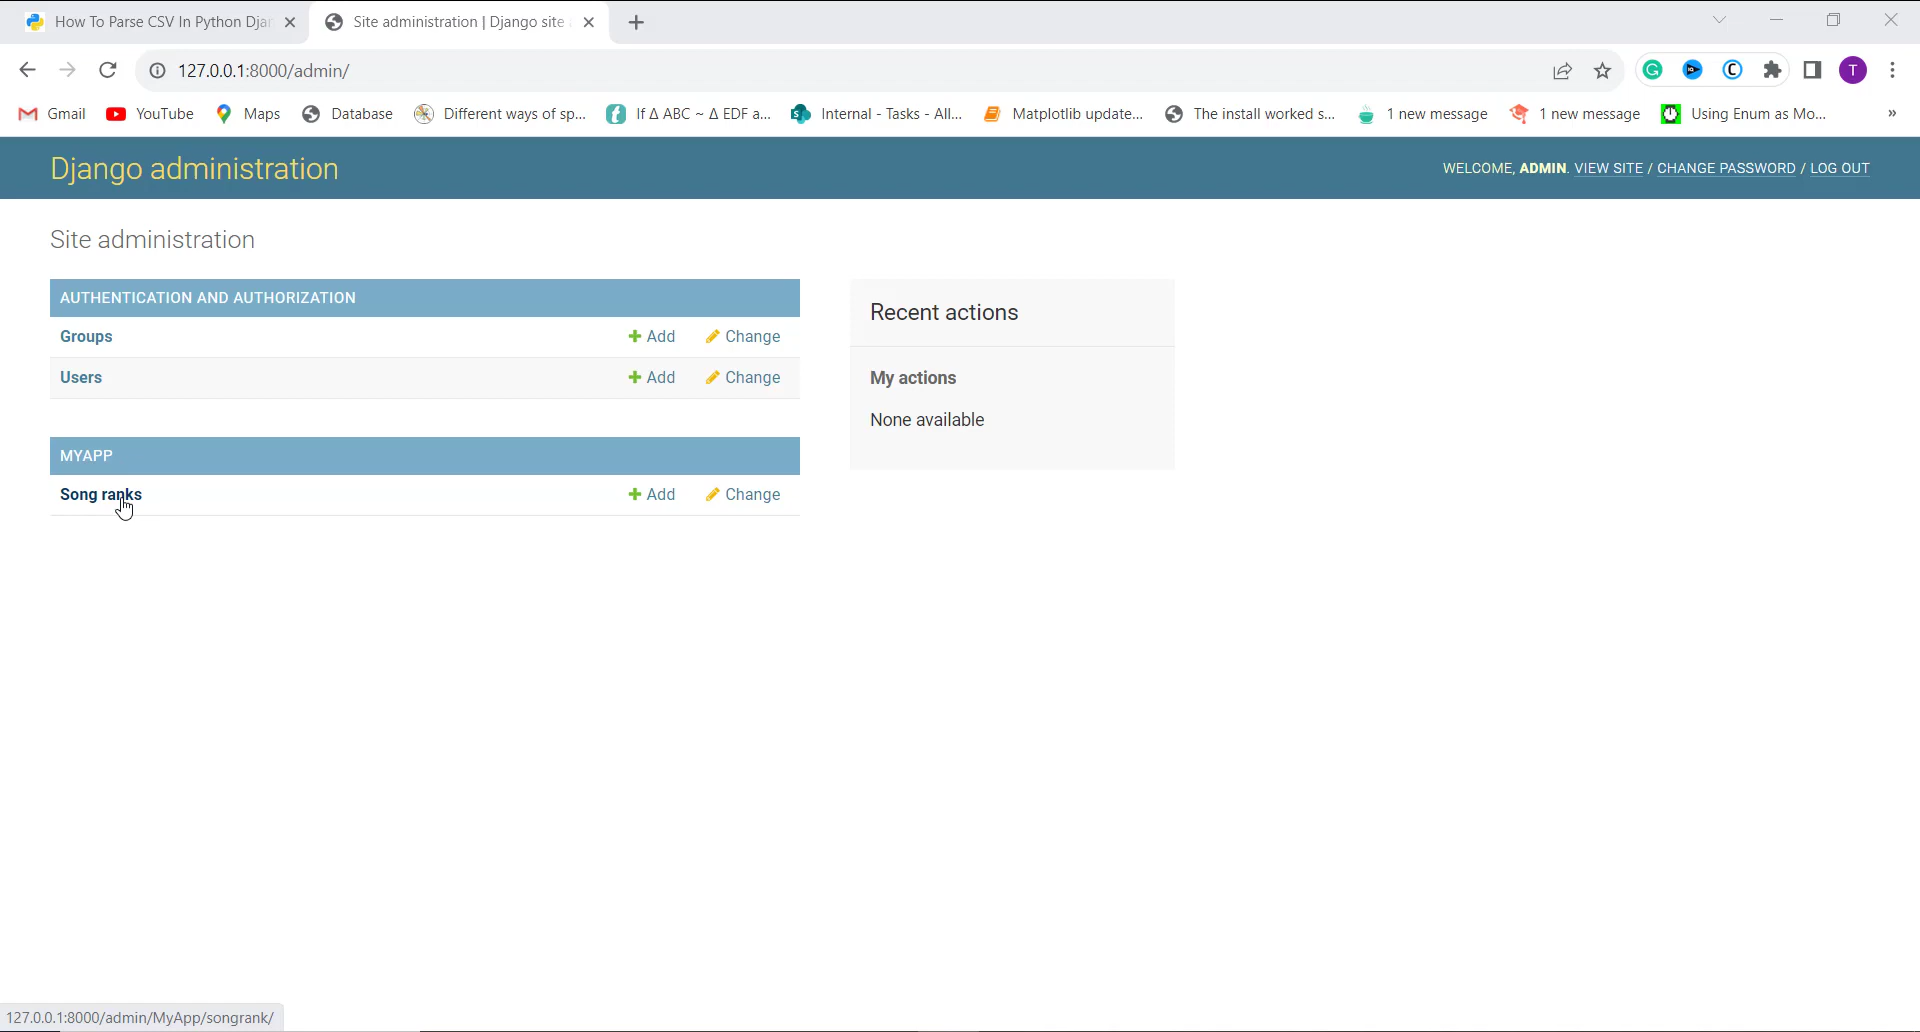 How To Parse CSV In Python Djan
Site administration | Django site
127.0.0.1:8000/admin/
T
Gmail YouTube Maps Database Different ways of sp... If Δ ABC ~ Δ EDF a... Internal - Tasks - All... Matplotlib update... The install worked s... 1 new message 1 new message Using Enum as Mo... »
Django administration
WELCOME, ADMIN. VIEW SITE / CHANGE PASSWORD / LOG OUT
Site administration
AUTHENTICATION AND AUTHORIZATION
Groups Add Change
Users Add Change
MYAPP
Song ranks Add Change
Recent actions
My actions
None available
127.0.0.1:8000/admin/MyApp/songrank/